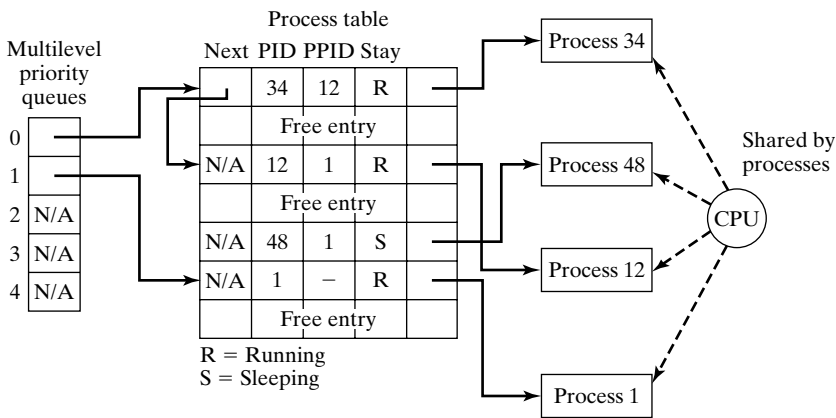 Process table
Multilevel
priority
queues
0
1
2 N/A
3 N/A
4 N/A
Next PID PPID Stay
34 12 R
Free entry
N/A 12 1 R
Free entry
N/A 48 1 S
N/A 1 – R
Free entry
R = Running
S = Sleeping
Process 34
Process 48
Process 12
Process 1
Shared by
processes
CPU